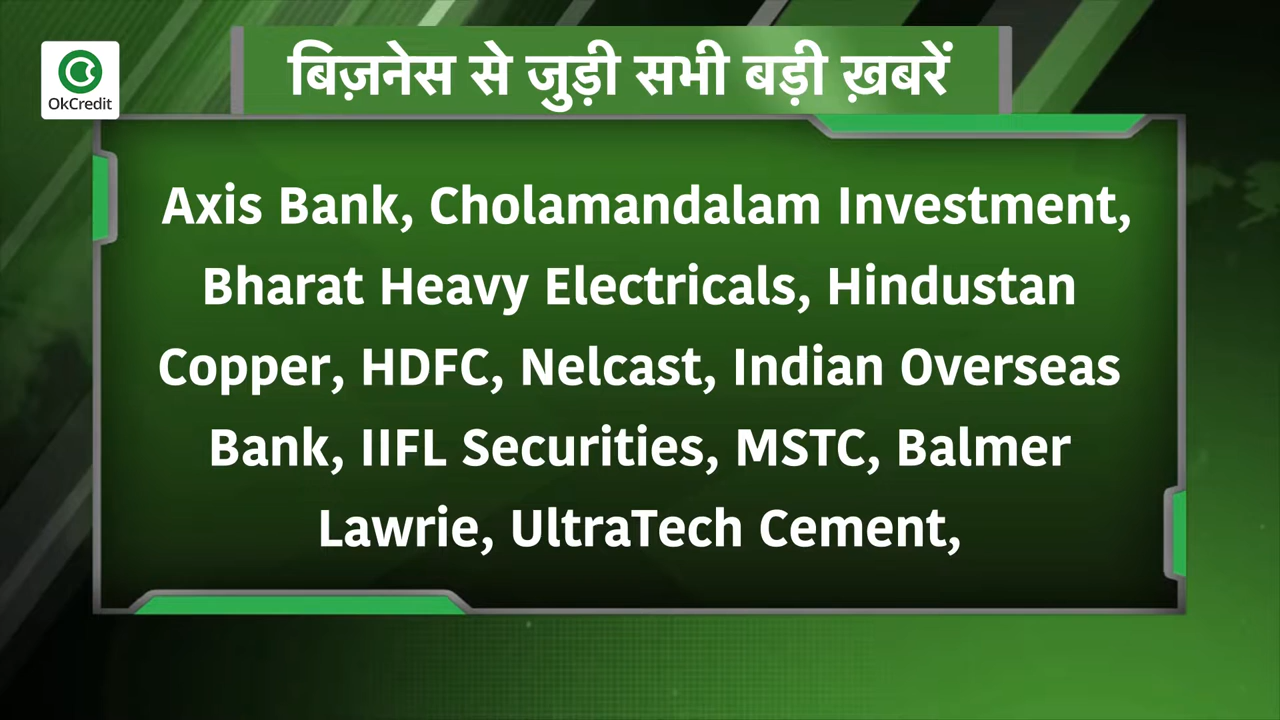 बिज़नेस से जुड़ी सभी बड़ी ख़बरें
OkCredit
Axis Bank, Cholamandalam Investment,
Bharat Heavy Electricals, Hindustan
Copper, HDFC, Nelcast, Indian Overseas
Bank, IIFL Securities, MSTC, Balmer
Lawrie, UltraTech Cement,